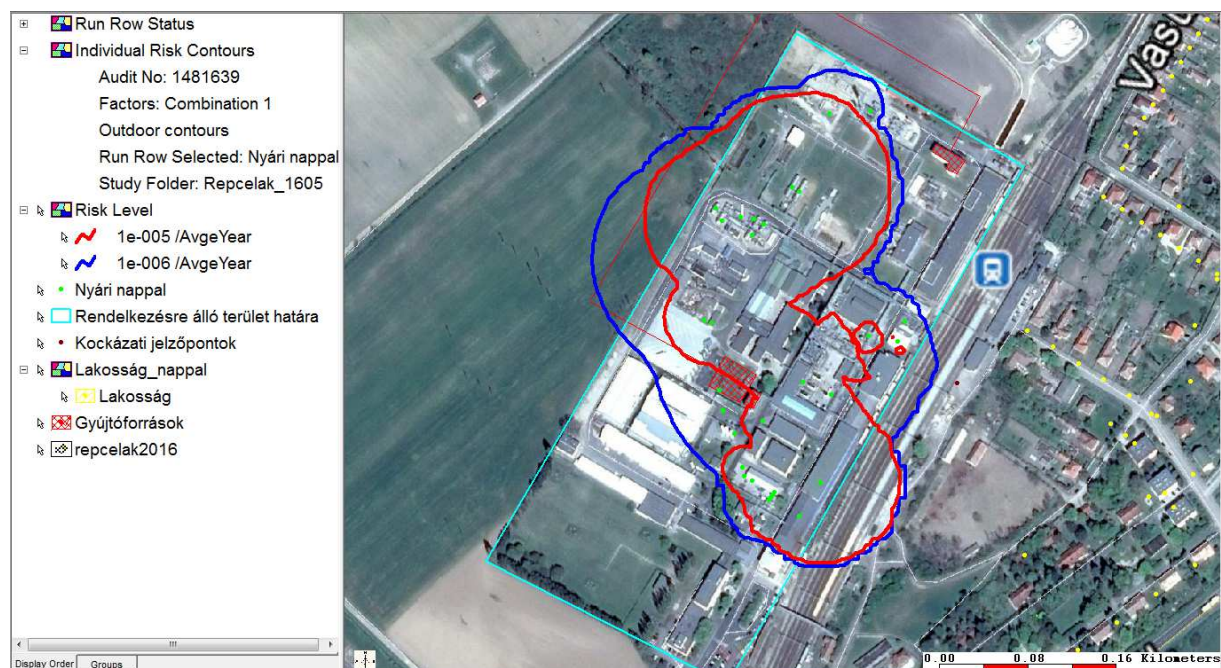 Run Row Status
Individual Risk Contours
Audit No: 1481639
Factors: Combination 1
Outdoor contours
Run Row Selected: Nyári nappal
Study Folder: Repcelak_1605
Risk Level
1e-005 /AvgeYear
1e-006 /AvgeYear
Nyári nappal
Rendelkezésre álló terület határa
Kockázati jelzőpontok
Lakosság_nappal
Lakosság
Gyújtóforrások
repcelak2016
Display Order Groups
0.00 0.08 0.16 Kilometers